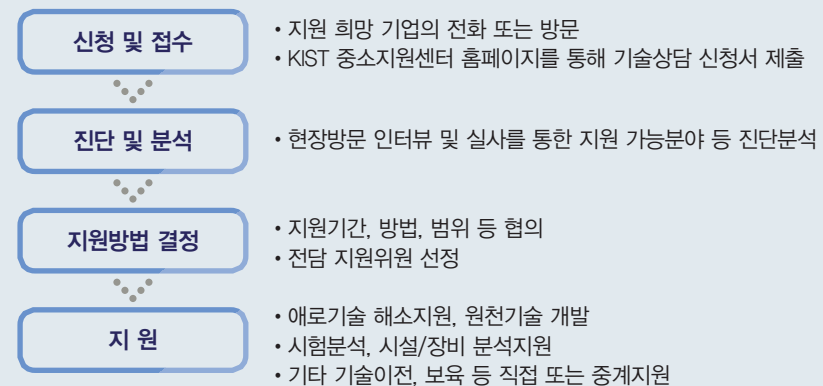 신청 및 접수
• 지원 희망 기업의 전화 또는 방문
• KIST 중소지원센터 홈페이지를 통해 기술상담 신청서 제출
진단 및 분석
• 현장방문 인터뷰 및 실사를 통한 지원 가능분야 등 진단분석
지원방법 결정
• 지원기간, 방법, 범위 등 협의
• 전담 지원위원 선정
지 원
• 애로기술 해소지원, 원천기술 개발
• 시험분석, 시설/장비 분석지원
• 기타 기술이전, 보육 등 직접 또는 중계지원